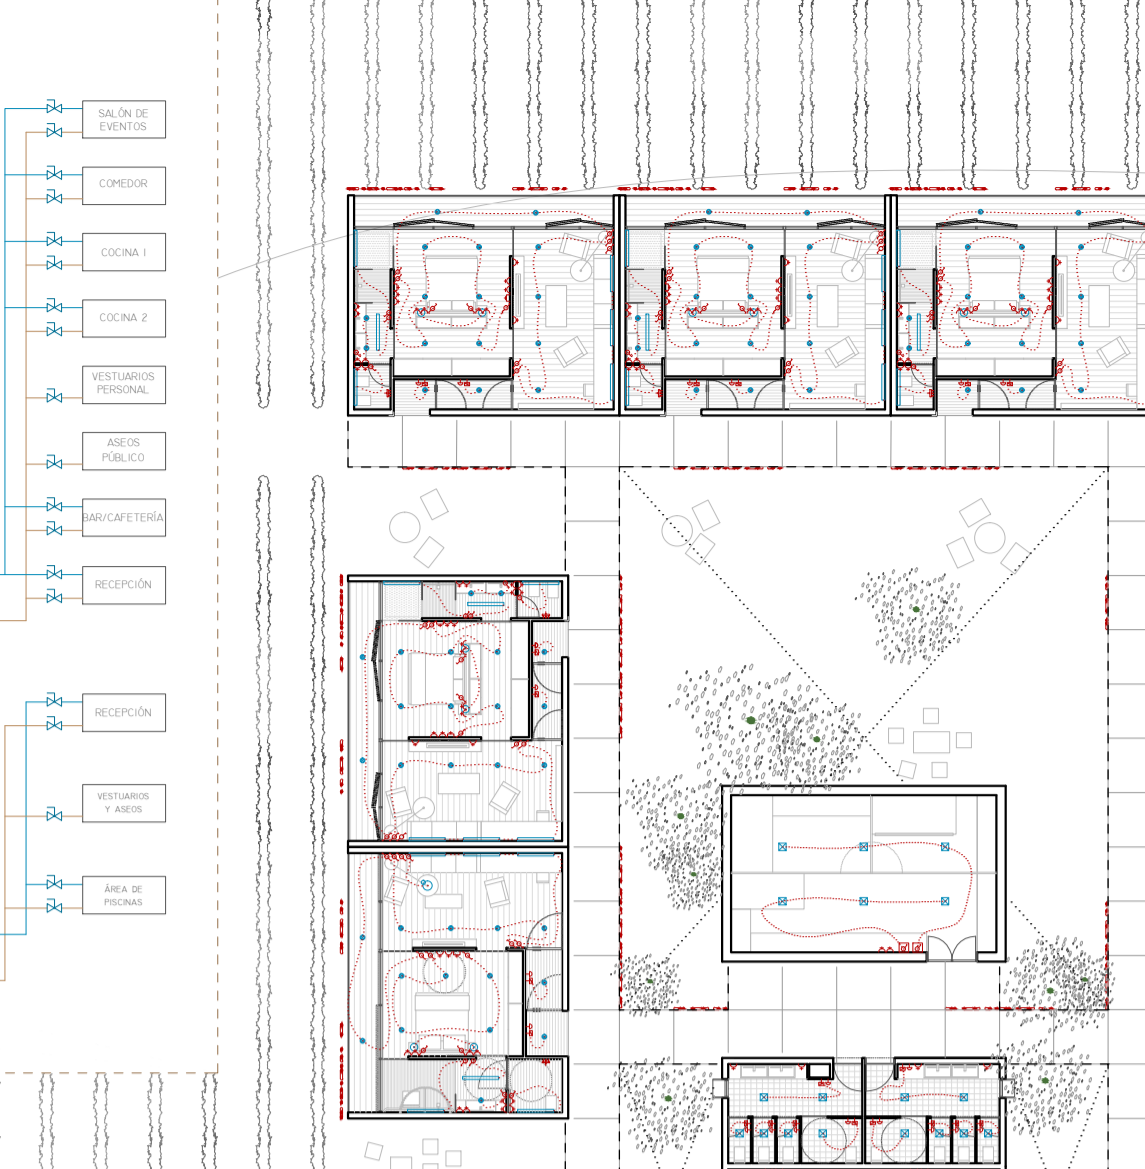 SALÓN DE
EVENTOS
COMEDOR
COCINA 1
COCINA 2
VESTUARIOS
PERSONAL
ASEOS
PÚBLICO
BAR/CAFETERÍA
RECEPCIÓN
RECEPCIÓN
VESTUARIOS
Y ASEOS
ÁREA DE
PISCINAS